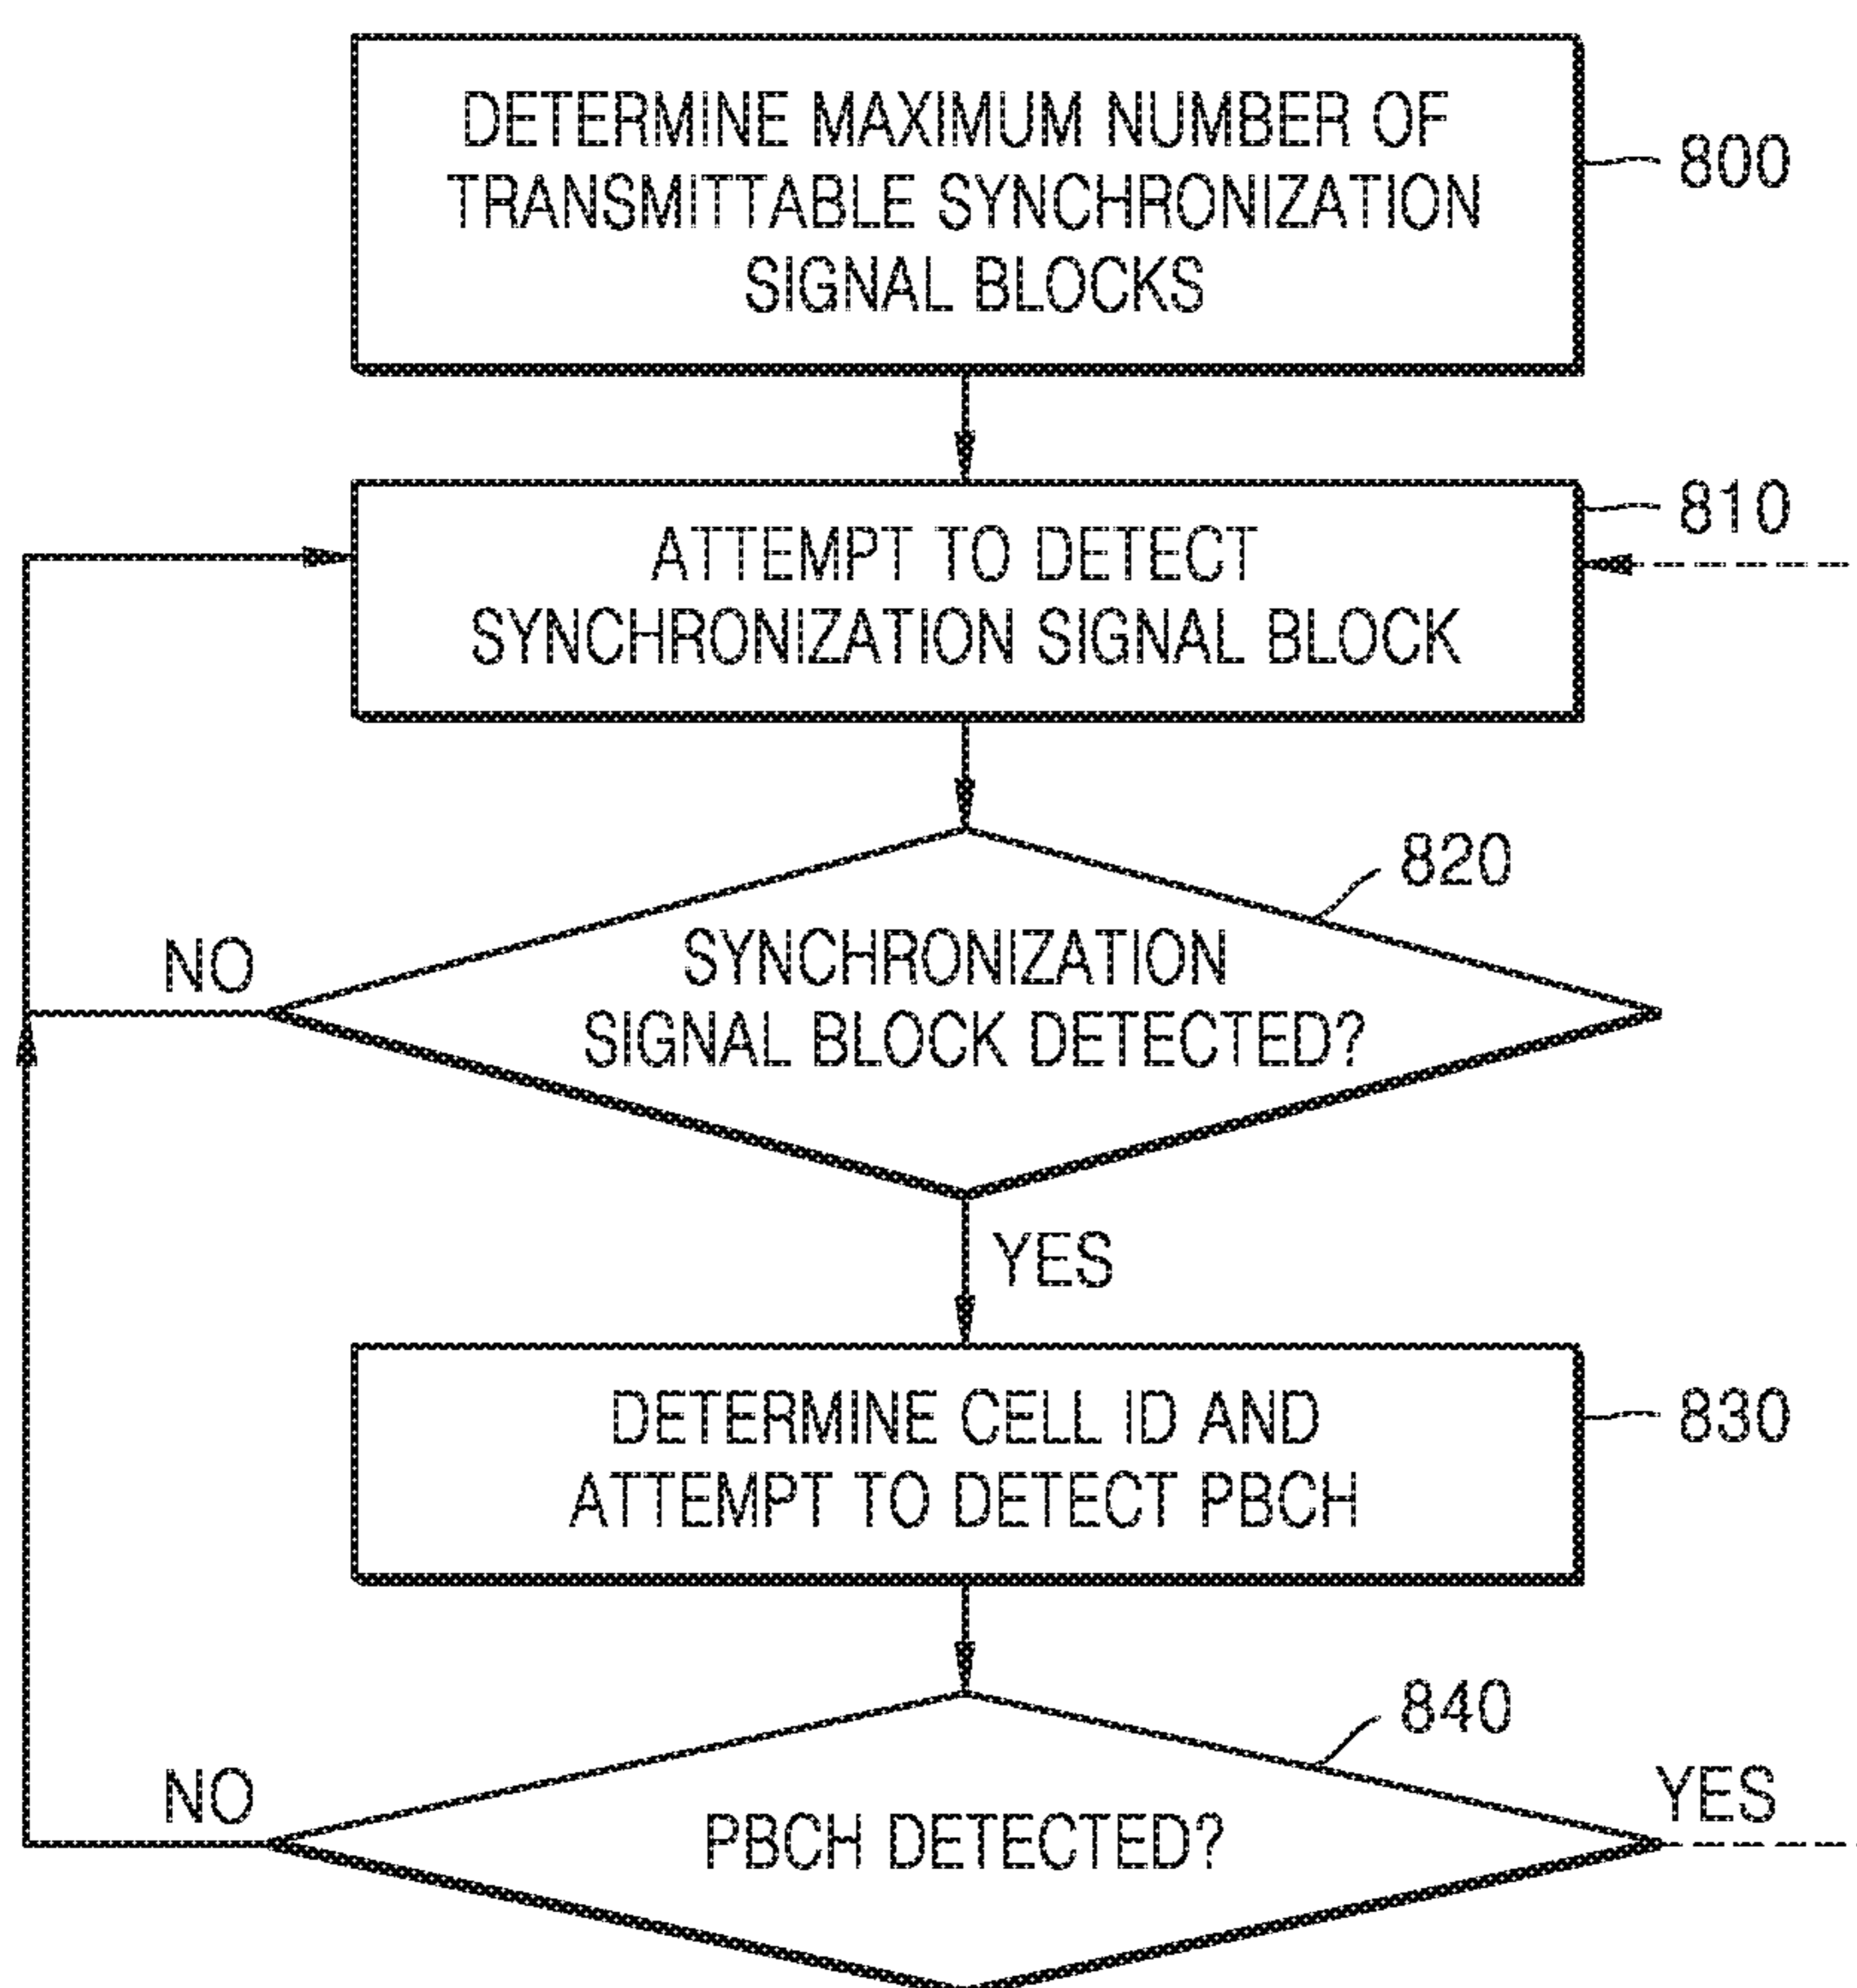 DETERMINE MAXIMUM NUMBER OF
TRANSMITTABLE SYNCHRONIZATION
SIGNAL BLOCKS
800
810
ATTEMPT TO DETECT
SYNCHRONIZATION SIGNAL BLOCK
820
NO
SYNCHRONIZATION
SIGNAL BLOCK DETECTED?
YES
DETERMINE CELL ID AND
ATTEMPT TO DETECT PBCH
830
840
NO
PBCH DETECTED?
YES